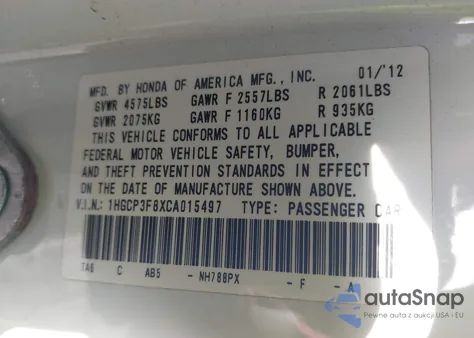 MFD. BY HONDA OF AMERICA MFG., INC. 01/'12
GVWR 4575LBS GAWR F 2557LBS R 2061LBS
GVWR 2075KG GAWR F 1160KG R 935KG
THIS VEHICLE CONFORMS TO ALL APPLICABLE
FEDERAL MOTOR VEHICLE SAFETY, BUMPER,
AND THEFT PREVENTION STANDARDS IN EFFECT
ON THE DATE OF MANUFACTURE SHOWN ABOVE.
V.I.N.: 1HGCP3F8XCA015497 TYPE: PASSENGER CAR
TA6 C AB5 - NH788PX - F - A
autoSnap
Pewne auta z aukcji USA i EU